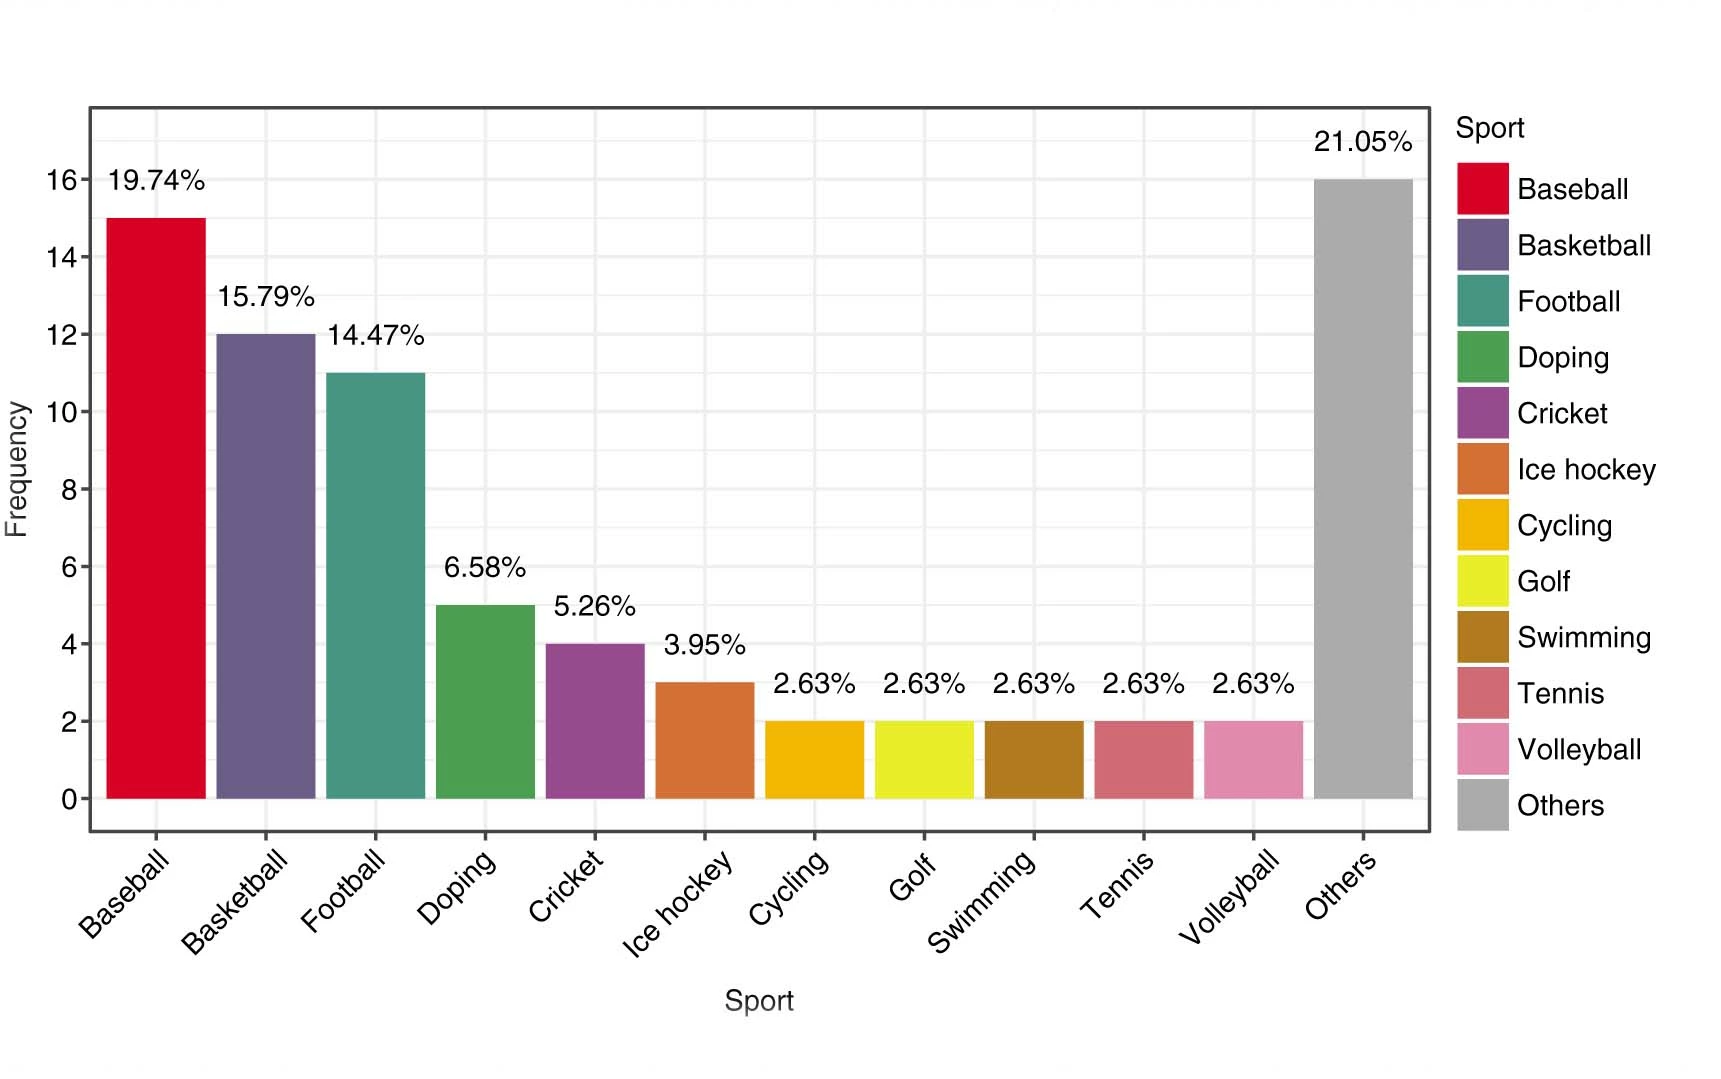 21.05%
19.74%
15.79%
14.47%
6.58%
5.26%
3.95%
2.63% 2.63% 2.63% 2.63% 2.63%
16
14
12
10
8
6
4
2
0
Frequency
Baseball Basketball Football Doping Cricket Ice hockey Cycling Golf Swimming Tennis Volleyball Others
Sport
Sport
Baseball
Basketball
Football
Doping
Cricket
Ice hockey
Cycling
Golf
Swimming
Tennis
Volleyball
Others